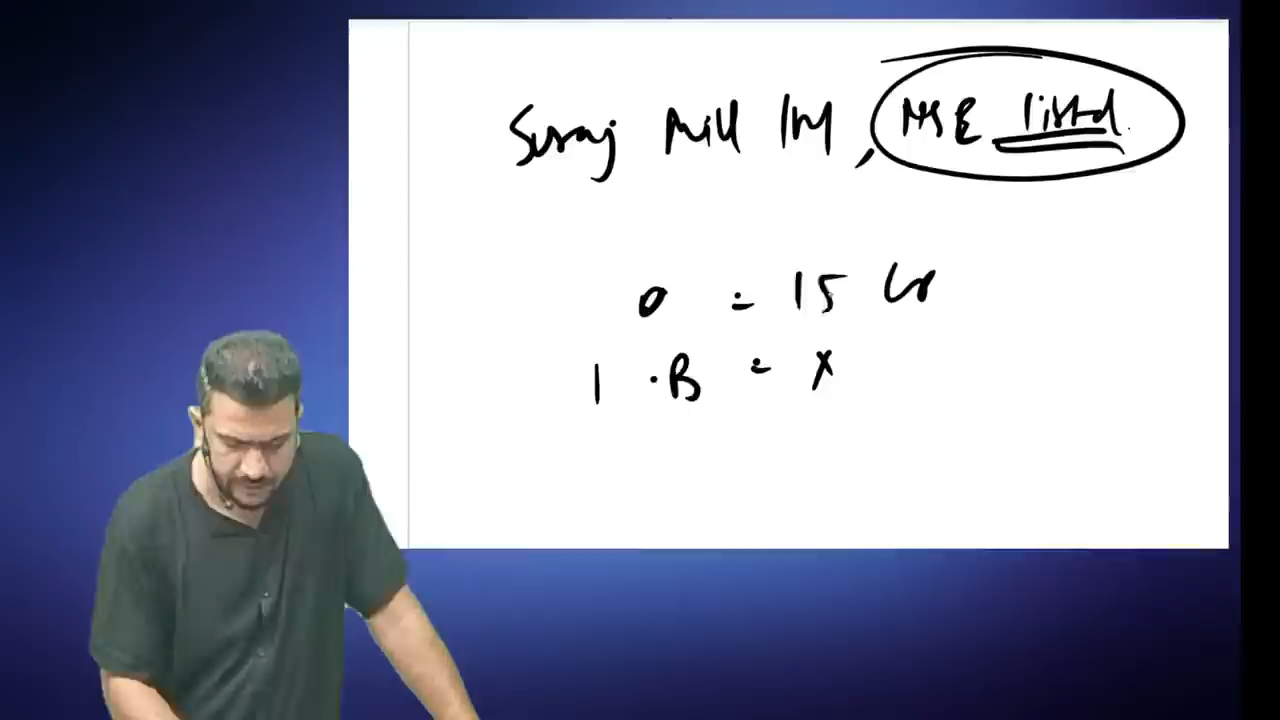 Suraj Mill ltd, NSE listed
0 = 15 Cr
1 . B = x